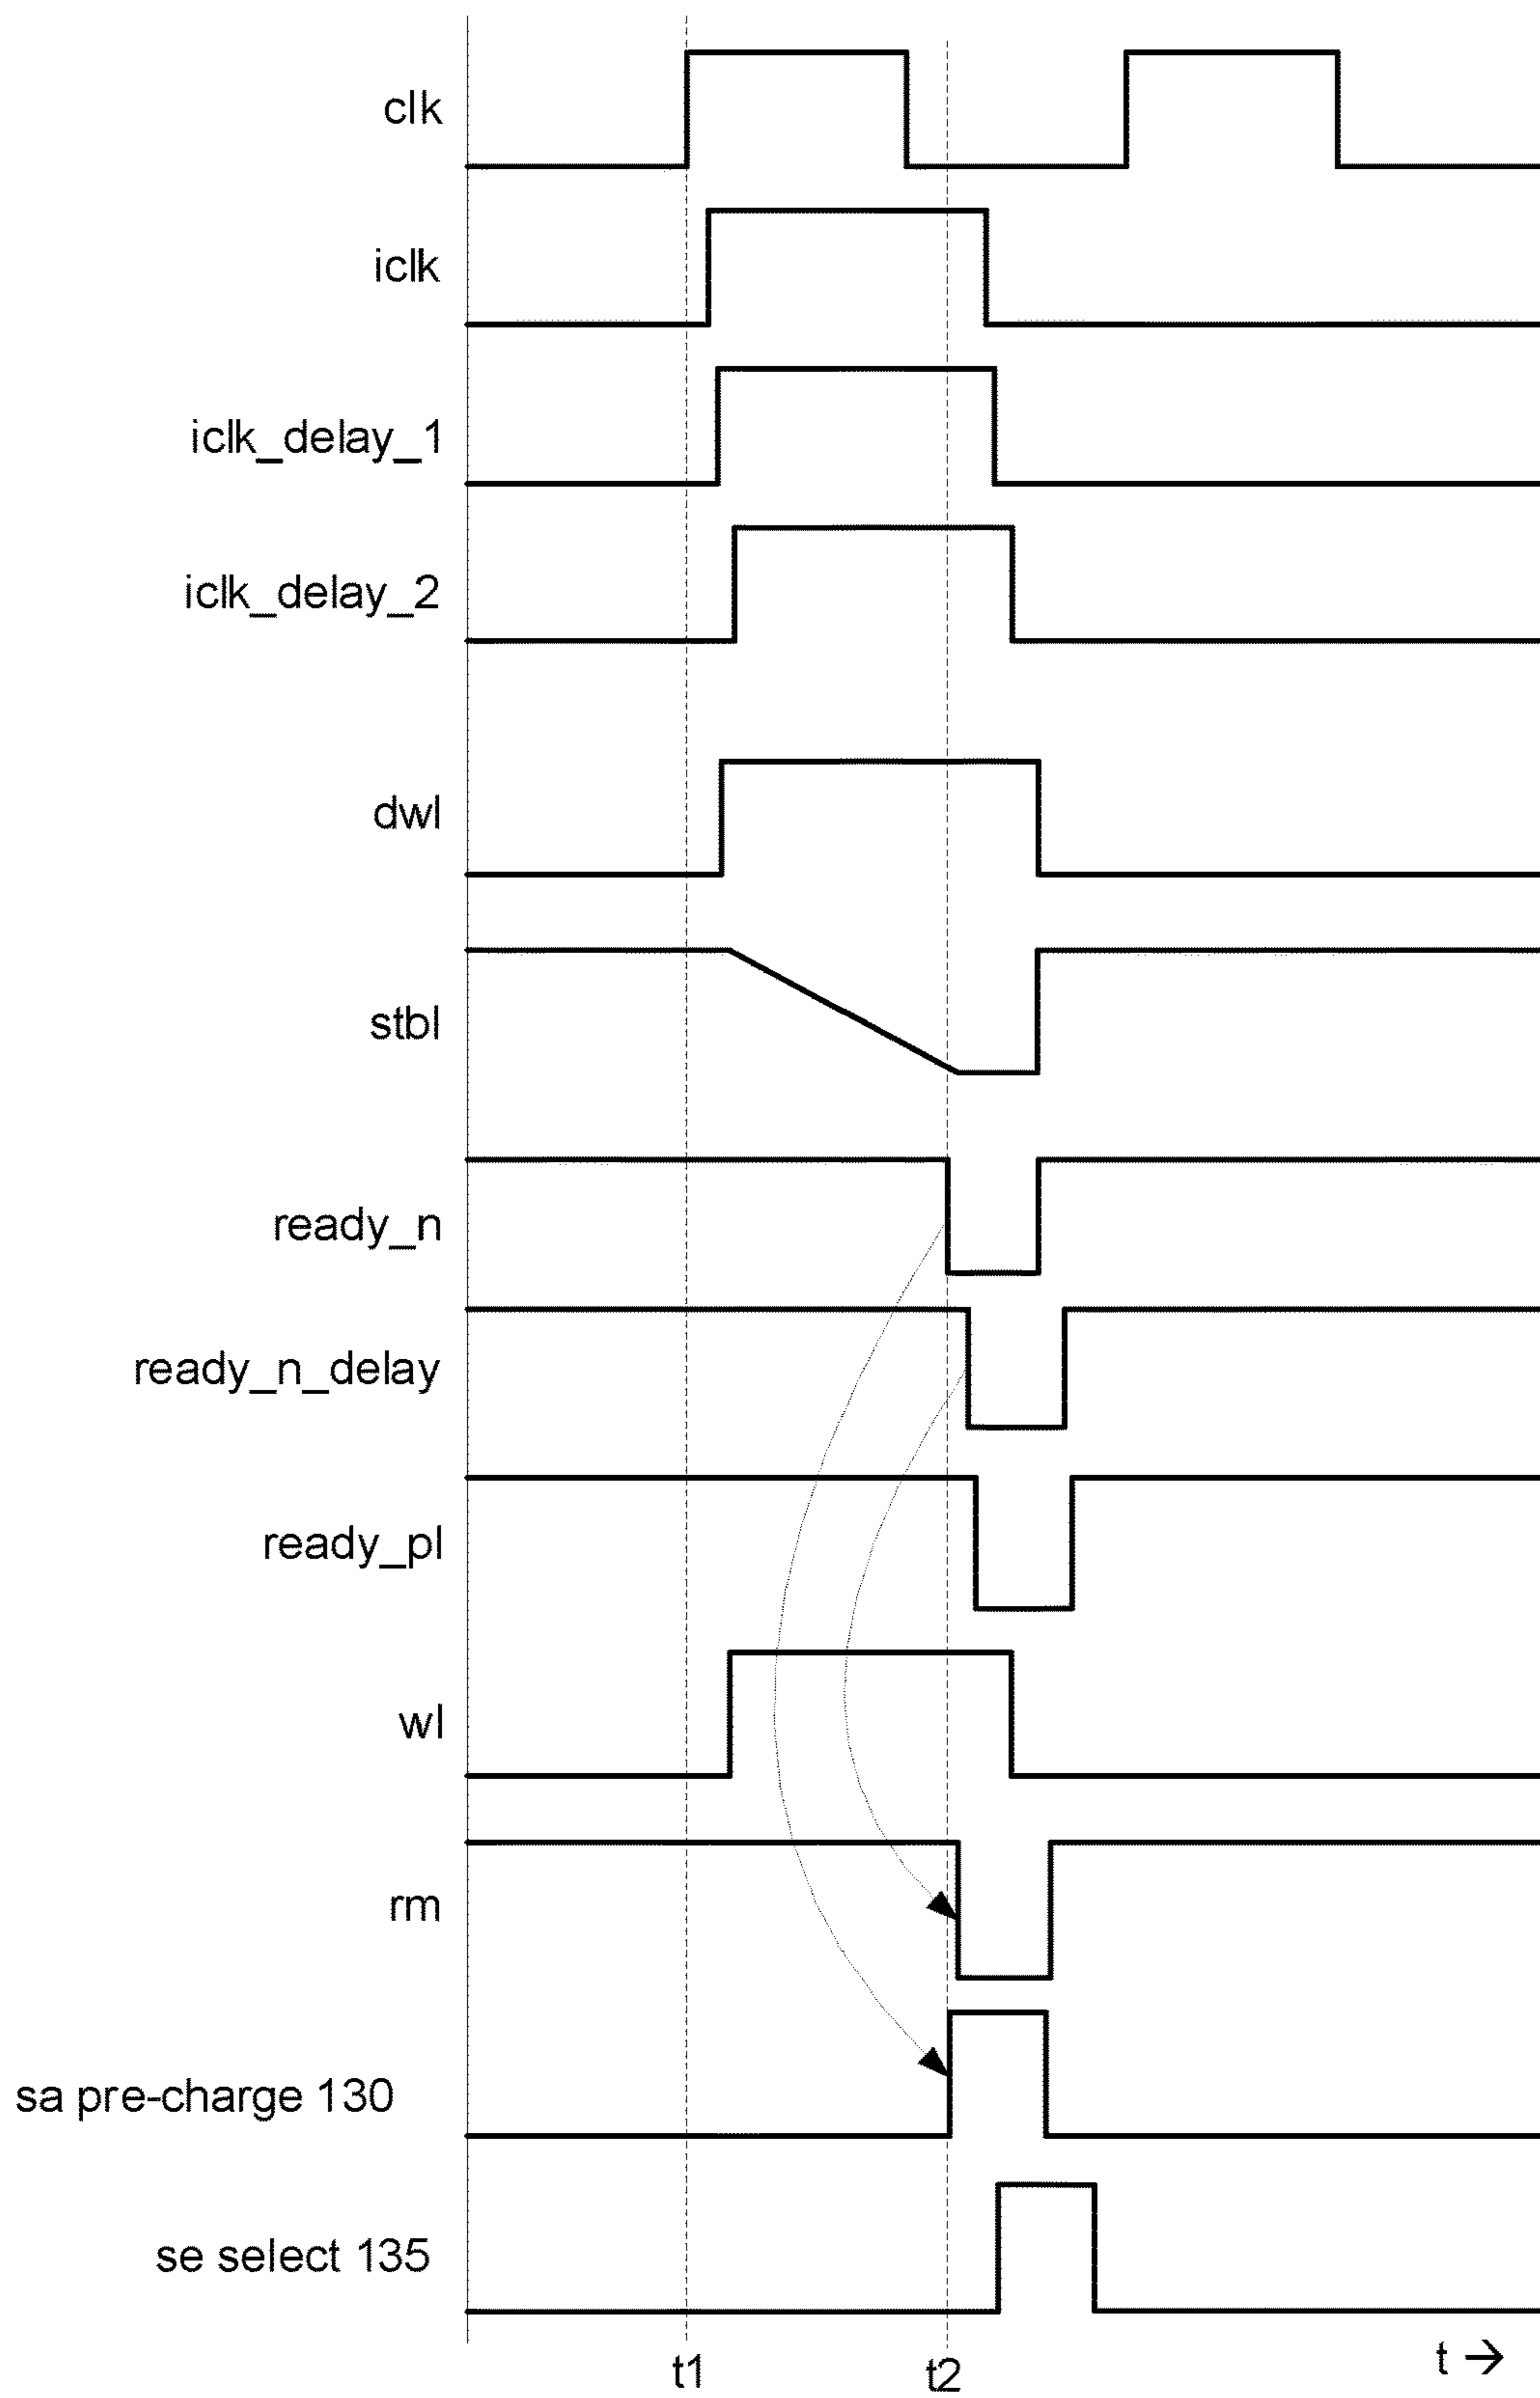 clk
iclk
iclk_delay_1
iclk_delay_2
dwl
stbl
ready_n
ready_n_delay
ready_pl
wl
rm
sa pre-charge 130
se select 135
t1 t2 t →